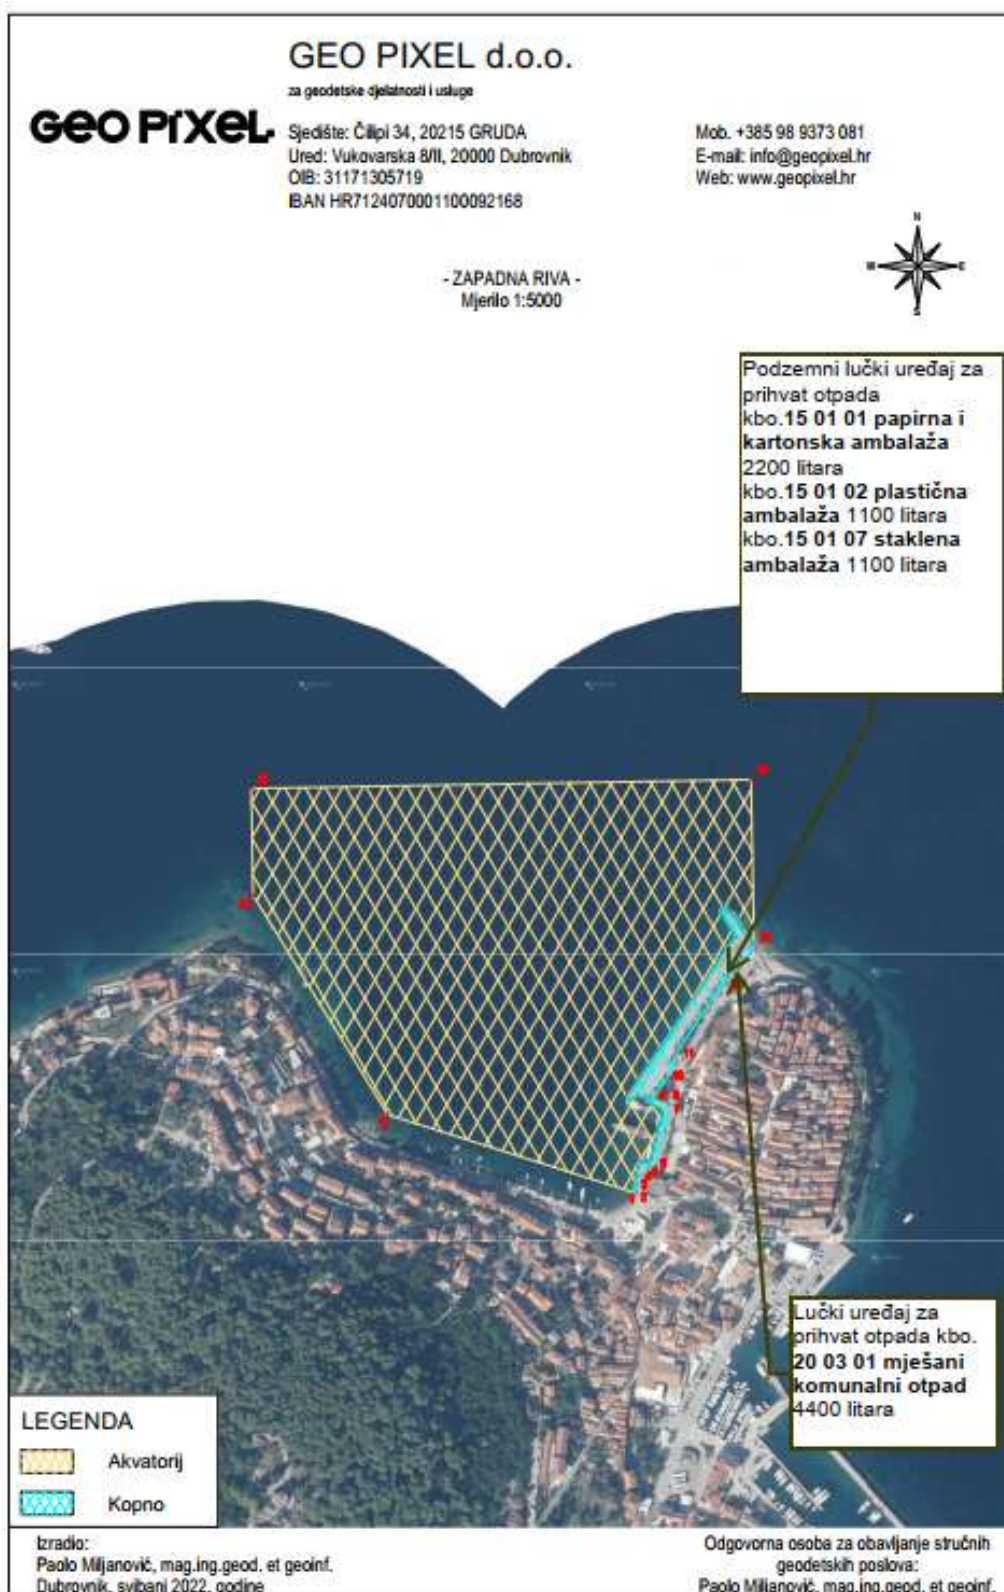 GEO PIXEL d.o.o.
za geodetske djelatnosti i usluge
GEO PIXEL
Sjedište: Čilipi 34, 20215 GRUDA
Ured: Vukovarska 8/II, 20000 Dubrovnik
OIB: 31171305719
IBAN HR7124070001100092168
Mob. +385 98 9373 081
E-mail: info@geopixel.hr
Web: www.geopixel.hr
N
W
E
S
- ZAPADNA RIVA -
Mjerilo 1:5000
Podzemni lučki uređaj za
prihvat otpada
kbo.15 01 01 papirna i
kartonska ambalaža
2200 litara
kbo.15 01 02 plastična
ambalaža 1100 litara
kbo.15 01 07 staklena
ambalaža 1100 litara
11
Lučki uređaj za
prihvat otpada kbo.
20 03 01 mješani
komunalni otpad
4400 litara
LEGENDA
Akvatorij
Kopno
Izradio:
Paolo Miljanović, mag.ing.geod. et geoinf.
Dubrovnik, svibanj 2022. godine
Odgovorna osoba za obavljanje stručnih
geodetskih poslova:
Paolo Miljanović, mag.ing.geod. et geoinf